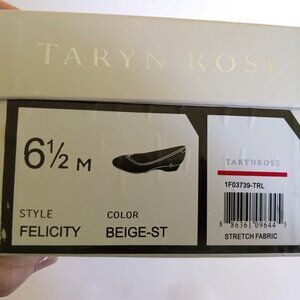 TARYN ROSE
6½ M
STYLE
FELICITY
COLOR
BEIGE-ST
TARYNROSE
1F03739-TRL
8 86361 09644 5
STRETCH FABRIC